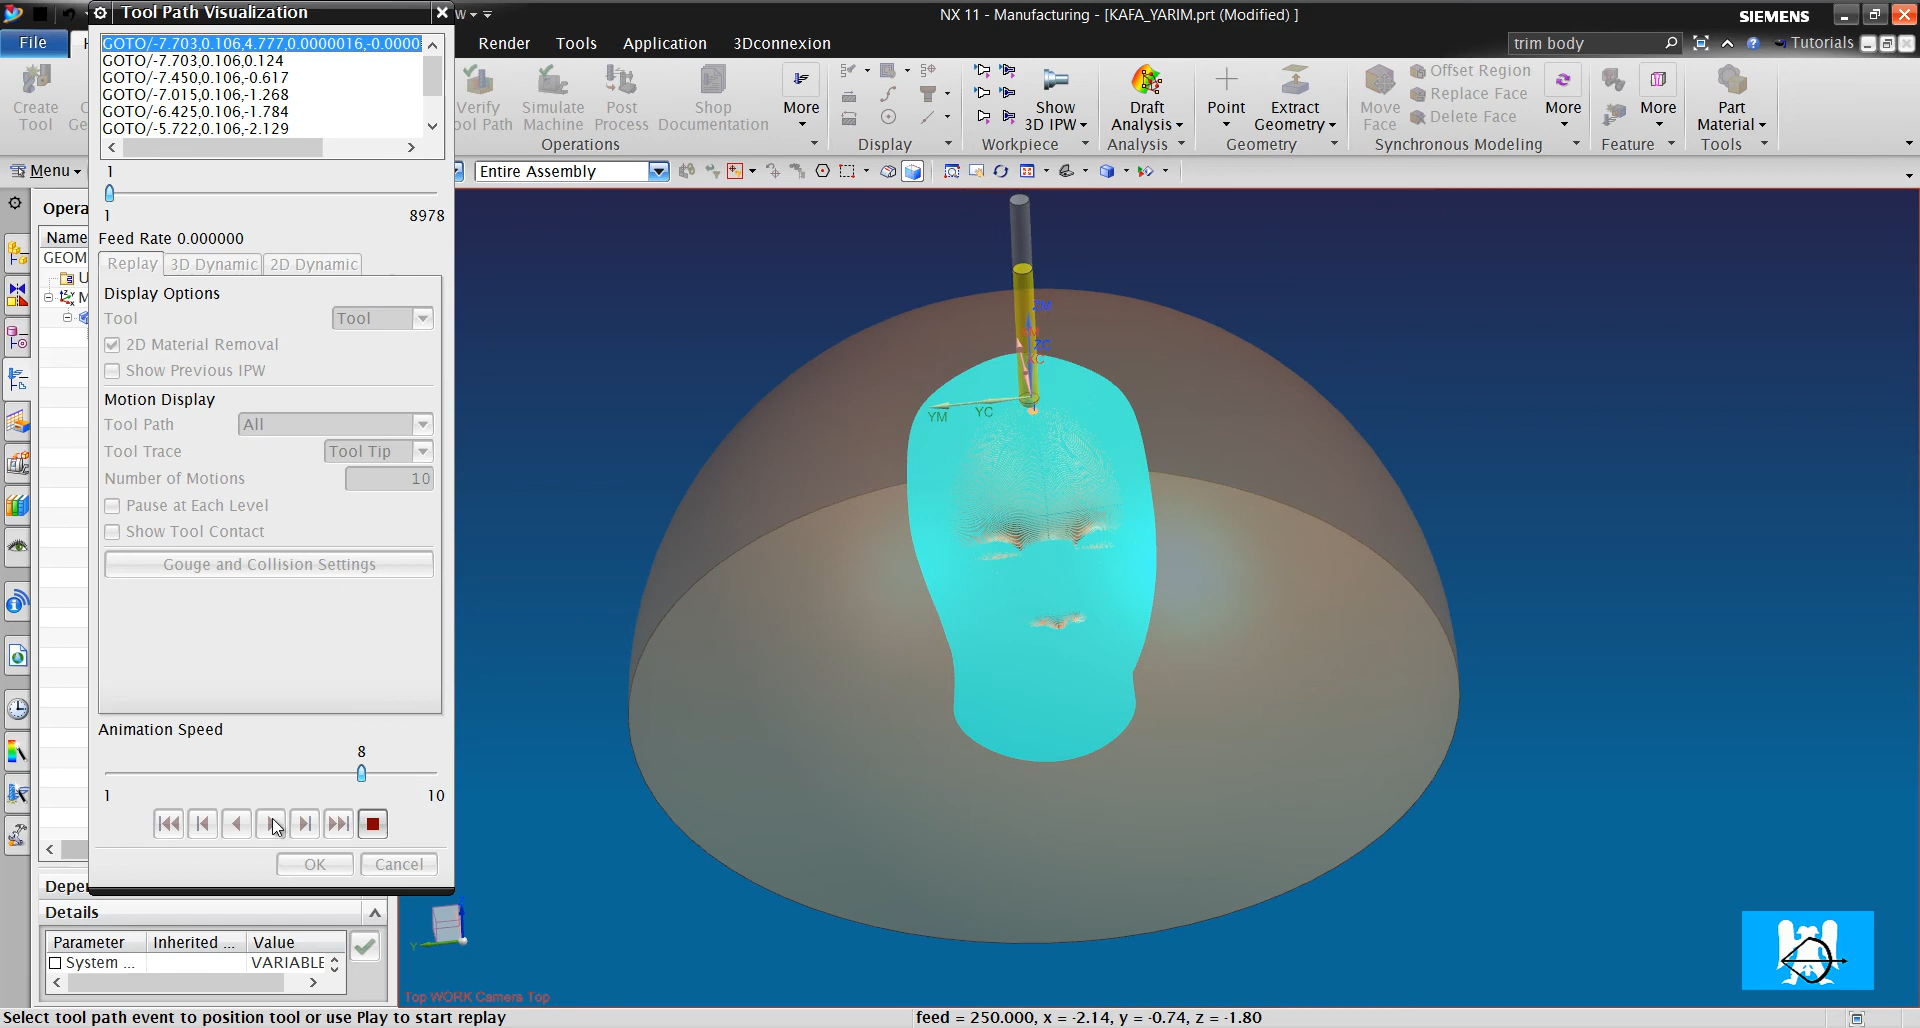 Tool Path Visualization
NX 11 - Manufacturing - [KAFA_YARIM.prt (Modified) ]
SIEMENS
File
Render Tools Application 3Dconnexion
trim body
Tutorials
GOTO/-7.703,0.106,4.777,0.0000016,-0.0000
GOTO/-7.703,0.106,0.124
GOTO/-7.450,0.106,-0.617
GOTO/-7.015,0.106,-1.268
GOTO/-6.425,0.106,-1.784
GOTO/-5.722,0.106,-2.129
Create Tool
Verify Tool Path
Simulate Machine
Post Process
Shop Documentation
Operations
More
Display
Show 3D IPW
Workpiece
Draft Analysis
Analysis
Point
Extract Geometry
Geometry
Move Face
Offset Region
Replace Face
Delete Face
More
Synchronous Modeling
More
Feature
Part Material
Tools
Menu
Entire Assembly
1
1 8978
Opera
Name
GEOM
Feed Rate 0.000000
Replay 3D Dynamic 2D Dynamic
Display Options
Tool Tool
2D Material Removal
Show Previous IPW
Motion Display
Tool Path All
Tool Trace Tool Tip
Number of Motions 10
Pause at Each Level
Show Tool Contact
Gouge and Collision Settings
Animation Speed
8
1 10
OK Cancel
Depe
Details
Parameter Inherited ... Value
System ... VARIABLE
ZM
ZC
YM YC
Y
Top WORK Camera Top
Select tool path event to position tool or use Play to start replay
feed = 250.000, x = -2.14, y = -0.74, z = -1.80